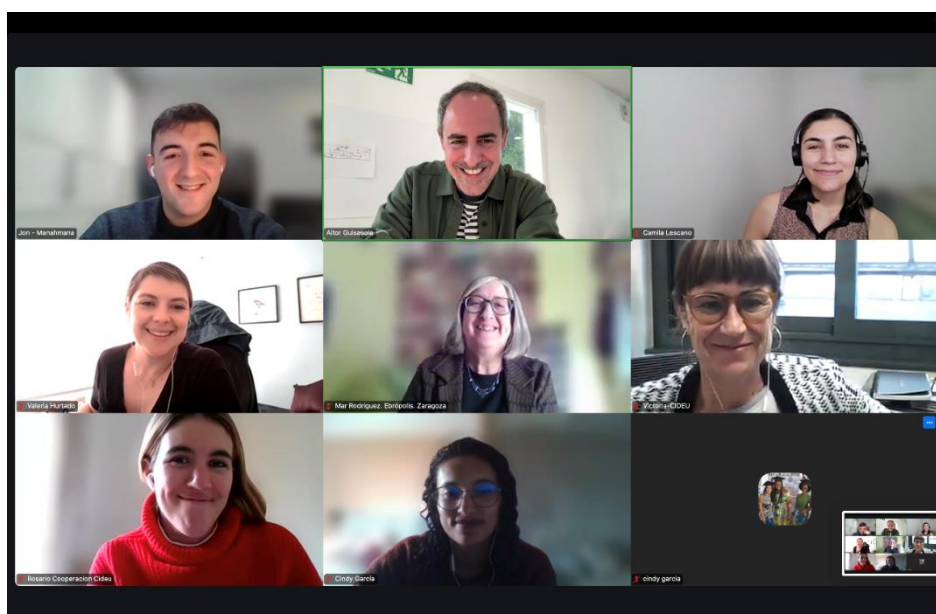 Jon - Manahmana
Aitor Guisasola
Camila Lescano
Valeria Hurtado
Mar Rodríguez. Ebrópolis. Zaragoza
Victoria-CIDEU
Rosario Cooperacion Cideu
Cindy García
cindy garcia